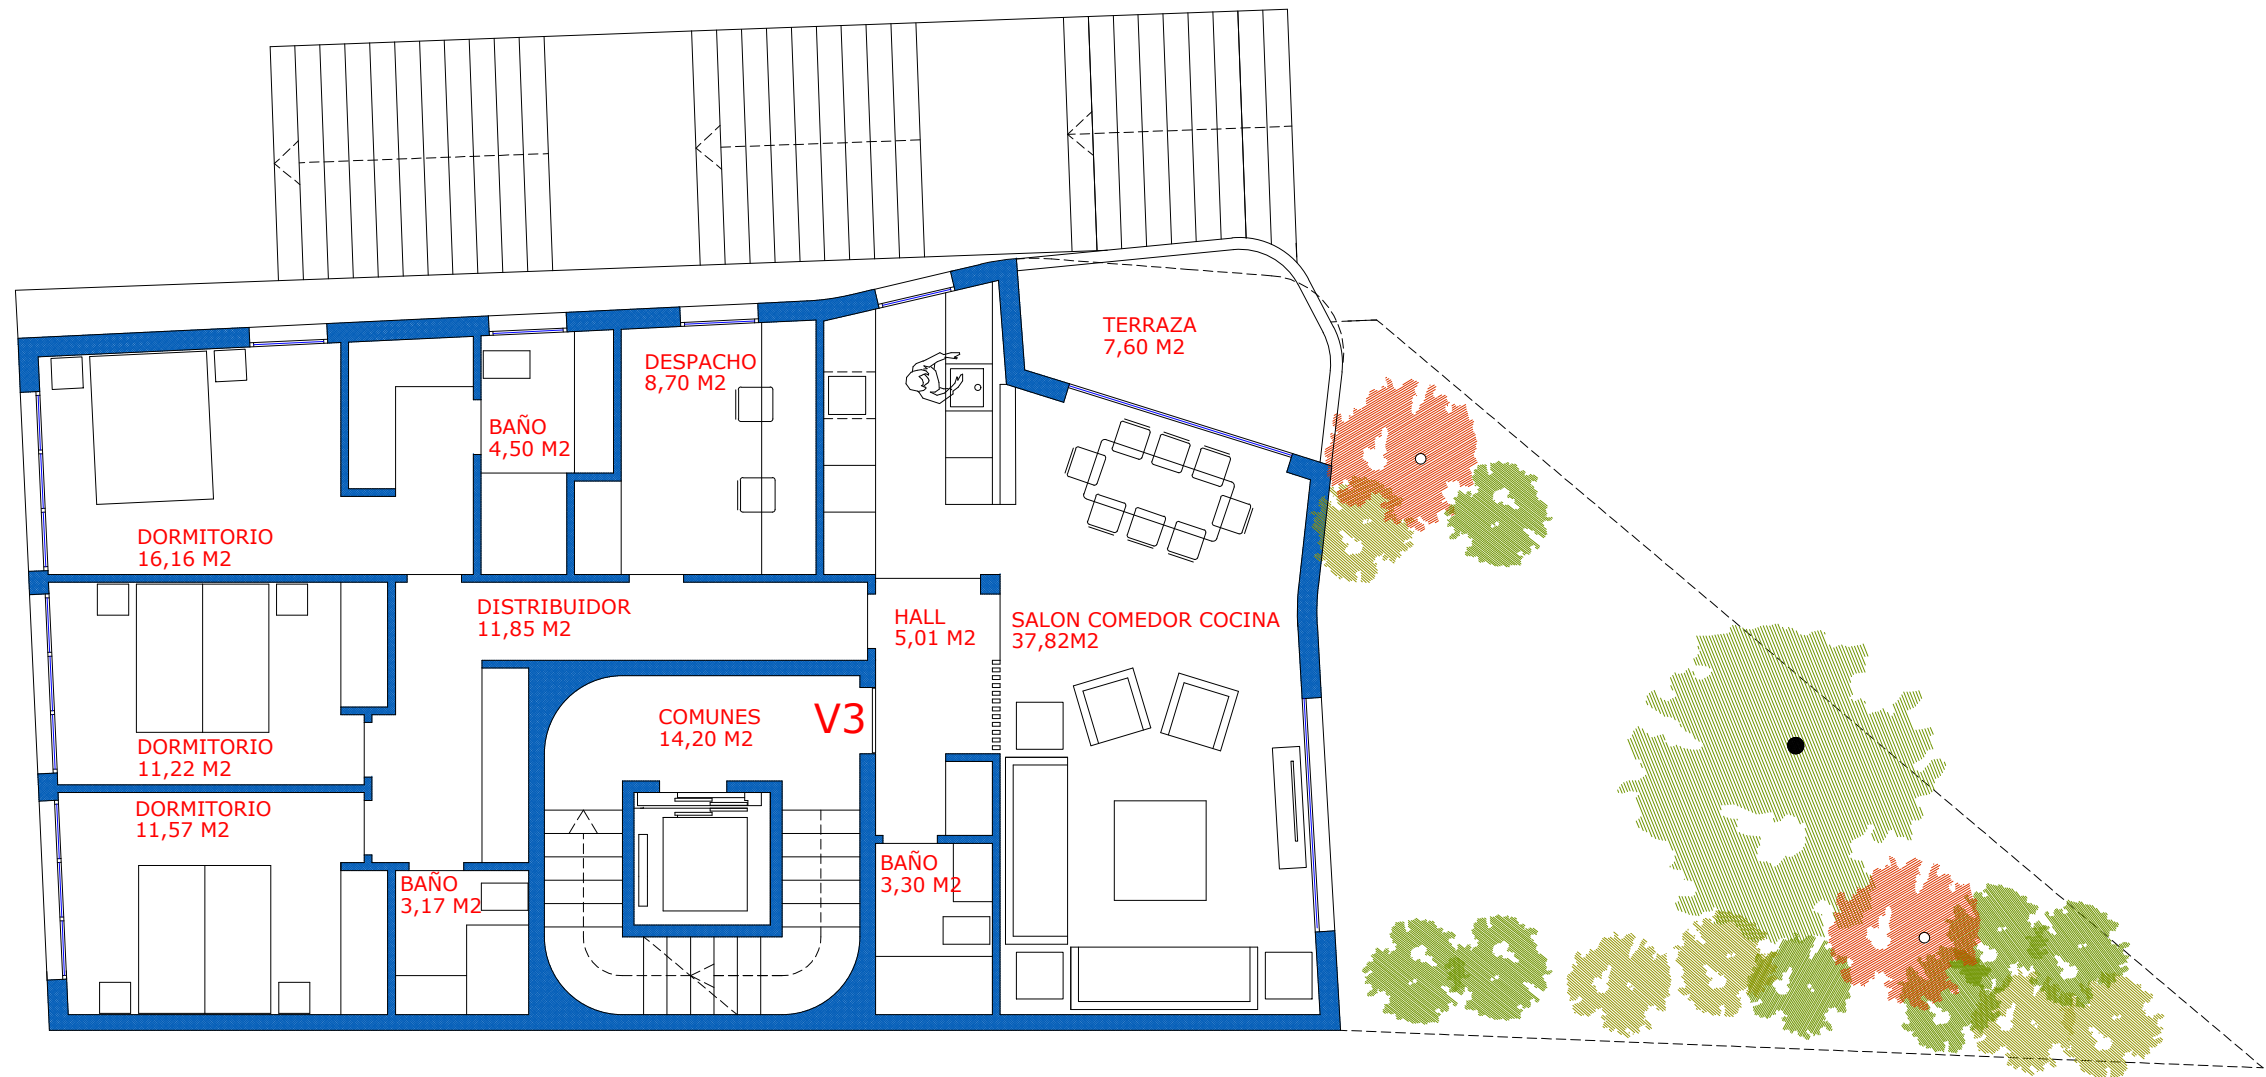 TERRAZA
7,60 M2
DESPACHO
8,70 M2
BAÑO
4,50 M2
DORMITORIO
16,16 M2
DISTRIBUIDOR
11,85 M2
HALL
5,01 M2
SALON COMEDOR COCINA
37,82M2
COMUNES
14,20 M2
V3
DORMITORIO
11,22 M2
DORMITORIO
11,57 M2
BAÑO
3,17 M2
BAÑO
3,30 M2